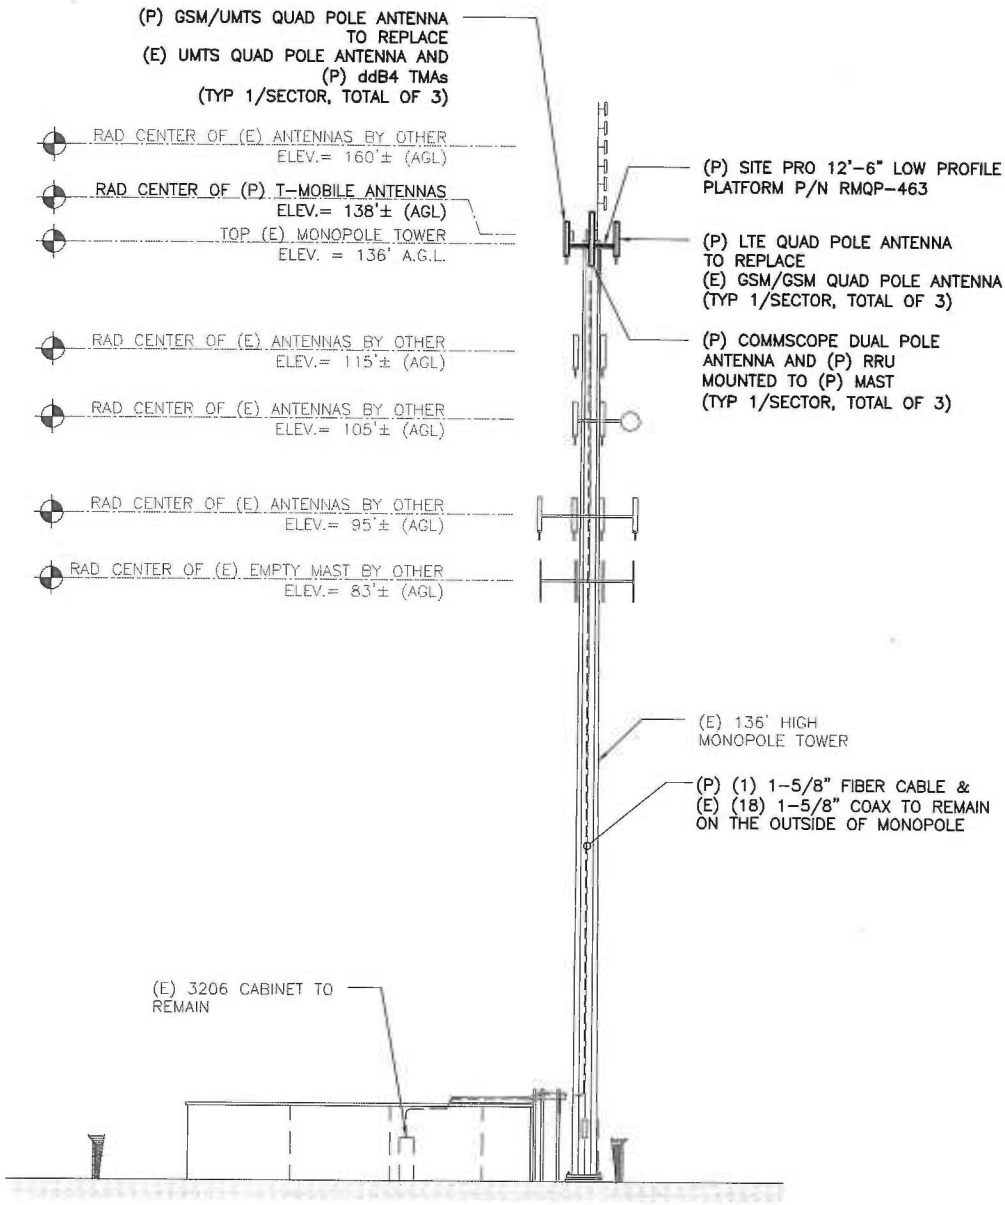 (P) GSM/UMTS QUAD POLE ANTENNA
TO REPLACE
(E) UMTS QUAD POLE ANTENNA AND
(P) ddB4 TMAs
(TYP 1/SECTOR, TOTAL OF 3)
RAD CENTER OF (E) ANTENNAS BY OTHER
ELEV.= 160'± (AGL)
RAD CENTER OF (P) T-MOBILE ANTENNAS
ELEV.= 138'± (AGL)
TOP (E) MONOPOLE TOWER
ELEV. = 136' A.G.L.
RAD CENTER OF (E) ANTENNAS BY OTHER
ELEV.= 115'± (AGL)
RAD CENTER OF (E) ANTENNAS BY OTHER
ELEV.= 105'± (AGL)
RAD CENTER OF (E) ANTENNAS BY OTHER
ELEV.= 95'± (AGL)
RAD CENTER OF (E) EMPTY MAST BY OTHER
ELEV.= 83'± (AGL)
(P) SITE PRO 12'-6" LOW PROFILE
PLATFORM P/N RMQP-463
(P) LTE QUAD POLE ANTENNA
TO REPLACE
(E) GSM/GSM QUAD POLE ANTENNA
(TYP 1/SECTOR, TOTAL OF 3)
(P) COMMSCOPE DUAL POLE
ANTENNA AND (P) RRU
MOUNTED TO (P) MAST
(TYP 1/SECTOR, TOTAL OF 3)
(E) 136' HIGH
MONOPOLE TOWER
(P) (1) 1-5/8" FIBER CABLE &
(E) (18) 1-5/8" COAX TO REMAIN
ON THE OUTSIDE OF MONOPOLE
(E) 3206 CABINET TO
REMAIN